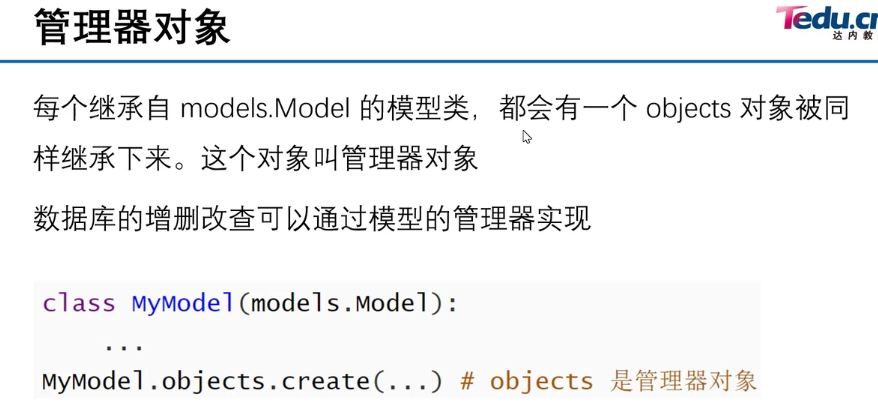 管理器对象
Tedu.cn
达内教
每个继承自 models.Model 的模型类，都会有一个 objects 对象被同
样继承下来。这个对象叫管理器对象
数据库的增删改查可以通过模型的管理器实现
class MyModel(models.Model):
...
MyModel.objects.create(...) # objects 是管理器对象